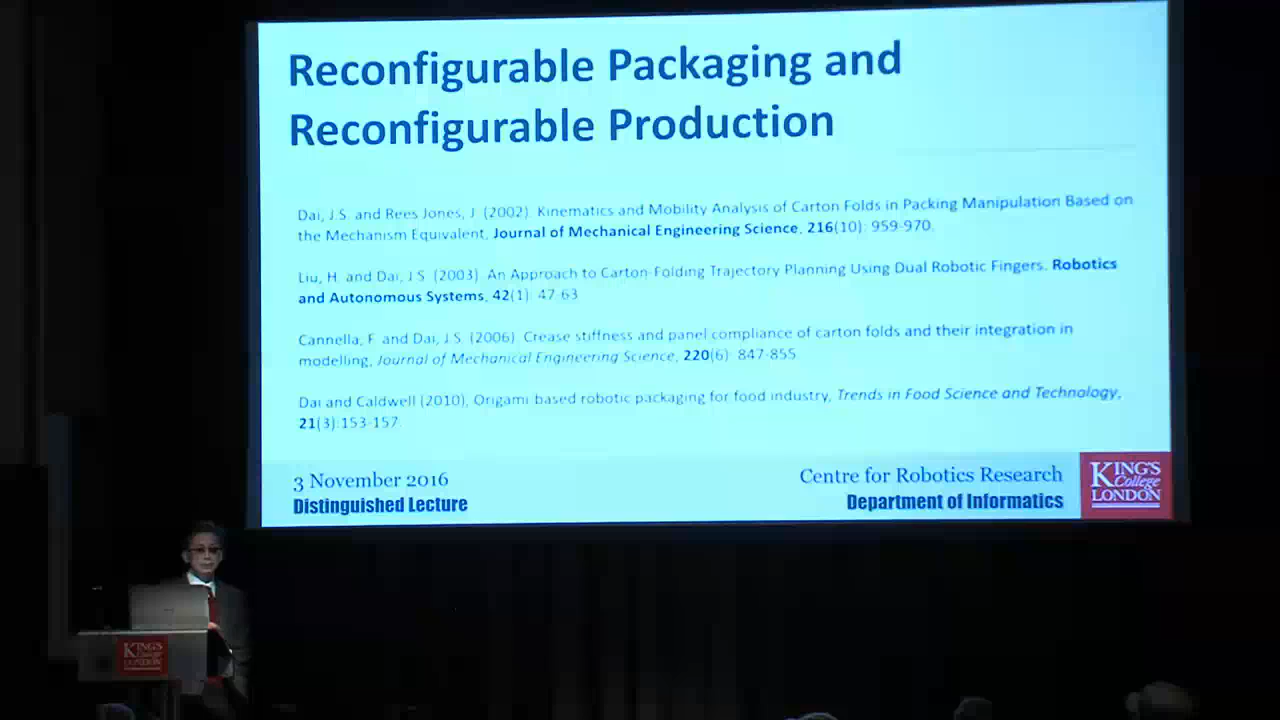 Reconfigurable Packaging and
Reconfigurable Production
Dai, J.S. and Rees Jones, J. (2002). Kinematics and Mobility Analysis of Carton Folds in Packing Manipulation Based on
the Mechanism Equivalent, Journal of Mechanical Engineering Science, 216(10): 959-970.
Liu, H. and Dai, J.S. (2003). An Approach to Carton-Folding Trajectory Planning Using Dual Robotic Fingers, Robotics
and Autonomous Systems, 42(1): 47-63
Cannella, F. and Dai, J.S. (2006). Crease stiffness and panel compliance of carton folds and their integration in
modelling, Journal of Mechanical Engineering Science, 220(6): 847-855
Dai and Caldwell (2010), Origami based robotic packaging for food industry, Trends in Food Science and Technology,
21(3):153-157.
3 November 2016
Distinguished Lecture
Centre for Robotics Research
Department of Informatics
KING'S
College
LONDON
KING'S
College
LONDON